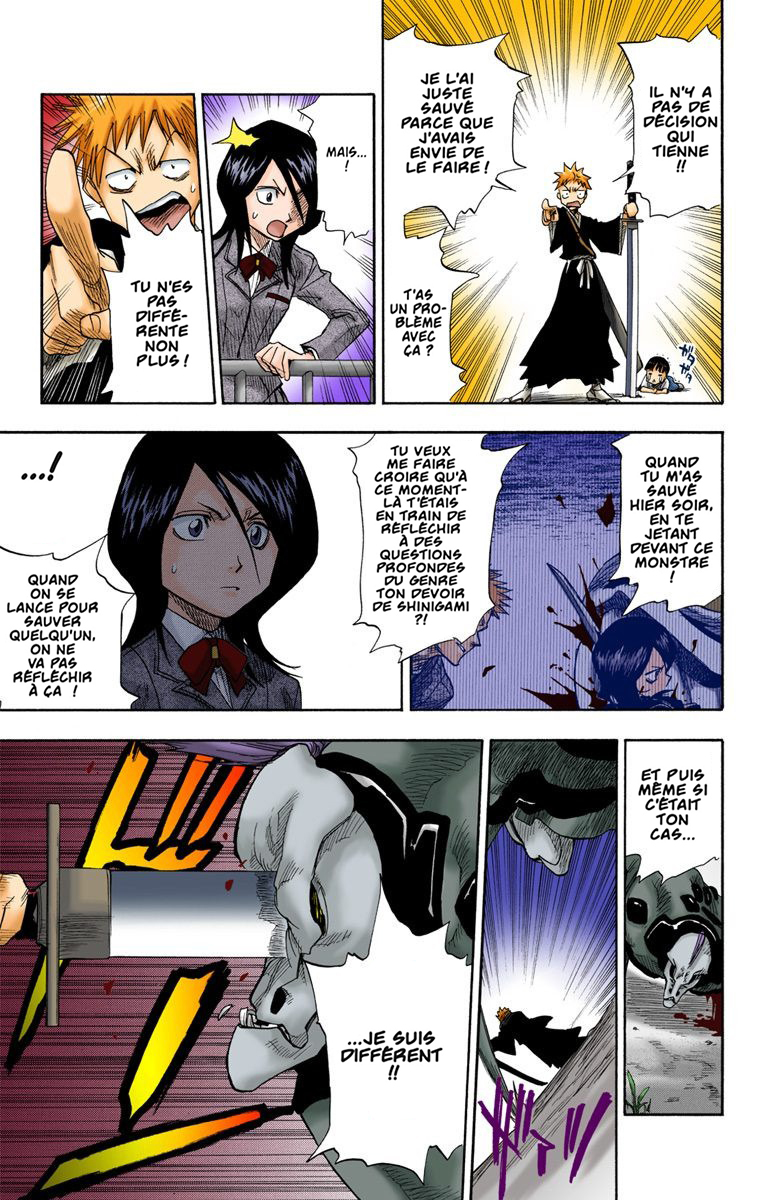 IL N'Y A
PAS DE
DÉCISION
QUI
TIENNE !!
JE L'AI
JUSTE
SAUVÉ
PARCE QUE
J'AVAIS
ENVIE DE
LE FAIRE !
T'AS
UN PRO-
BLÈME
AVEC
ÇA ?
ガタ
ガタ
MAIS...
!
TU N'ES
PAS
DIFFÉ-
RENTE
NON
PLUS !
QUAND
TU M'AS
SAUVÉ
HIER SOIR,
EN TE
JETANT
DEVANT CE
MONSTRE
!
TU VEUX
ME FAIRE
CROIRE QU'À
CE MOMENT-
LÀ T'ÉTAIS
EN TRAIN DE
RÉFLÉCHIR
À DES
QUESTIONS
PROFONDES
DU GENRE
TON DEVOIR
DE SHINIGAMI
?!
...!
QUAND
ON SE
LANCE POUR
SAUVER
QUELQU'UN,
ON NE
VA PAS
RÉFLÉCHIR
À ÇA !
ET PUIS
MÊME SI
C'ÉTAIT
TON
CAS...
...JE SUIS
DIFFÉRENT
!!